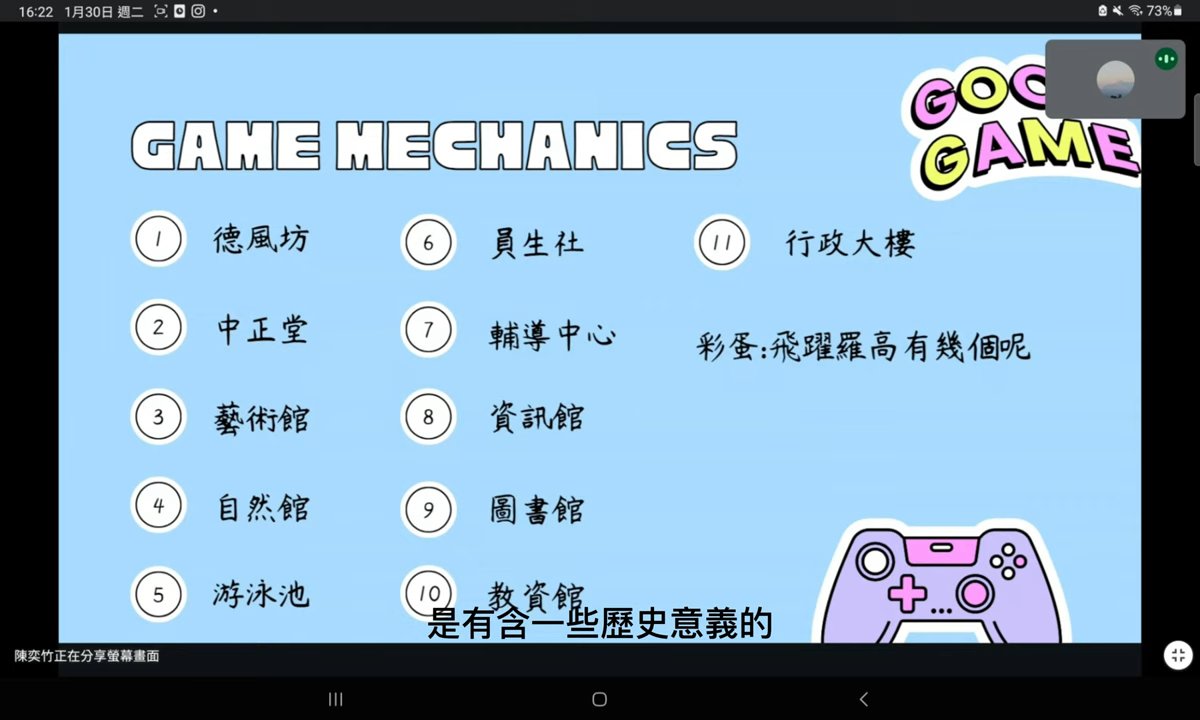 16:22 1月30日 週二
73%
GOO
GAME
GAME MECHANICS
1 德風坊
2 中正堂
3 藝術館
4 自然館
5 游泳池
6 員生社
7 輔導中心
8 資訊館
9 圖書館
10 教資館
11 行政大樓
彩蛋:飛躍羅高有幾個呢
是有含一些歷史意義的
陳奕竹正在分享螢幕畫面